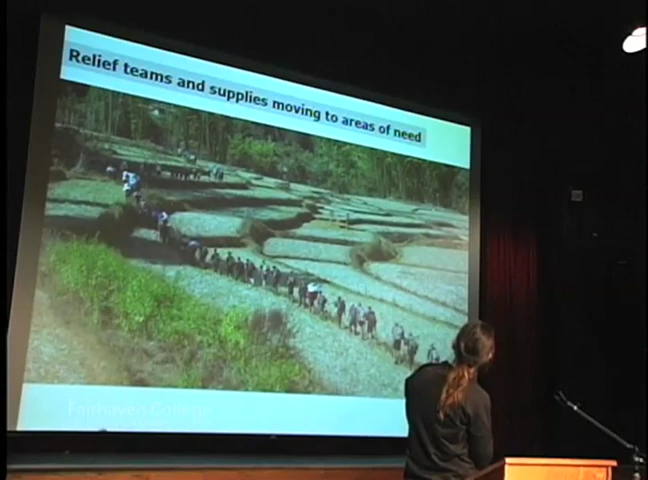 Relief teams and supplies moving to areas of need
Fairhaven College